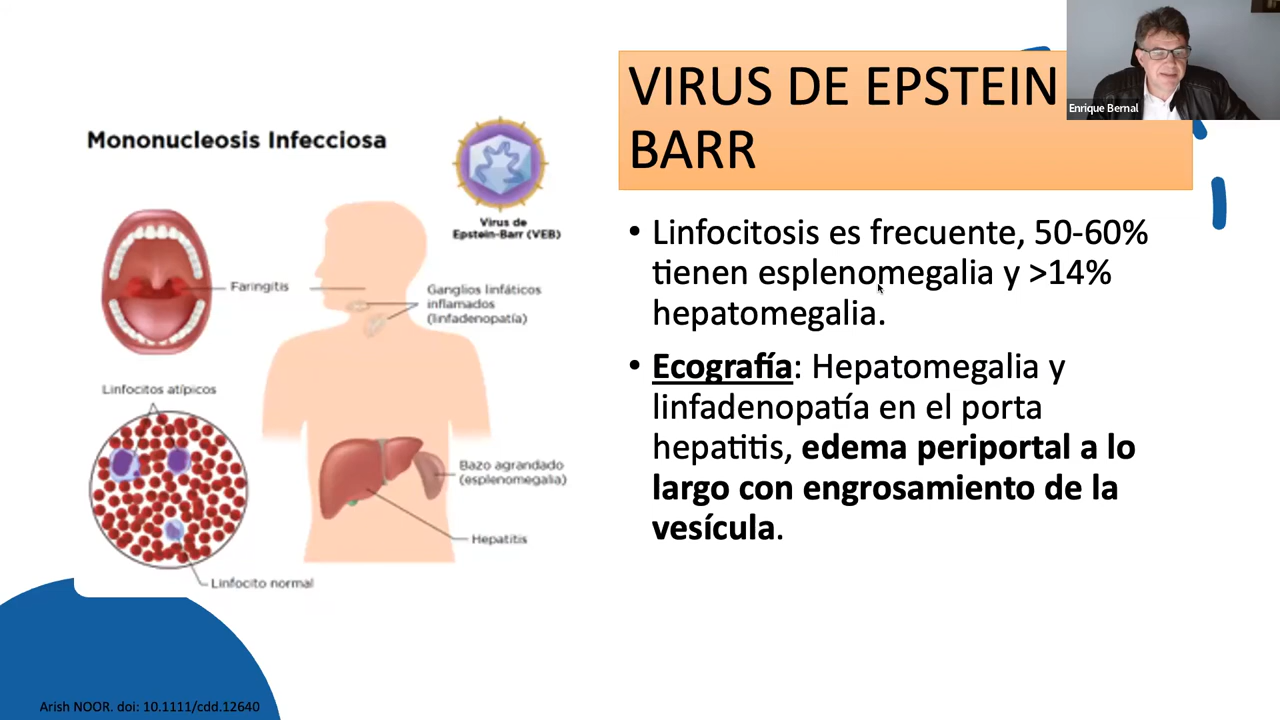 Mononucleosis Infecciosa
Virus de
Epstein-Barr (VEB)
Faringitis
Ganglios linfáticos
inflamados
(linfadenopatía)
Linfocitos atípicos
Bazo agrandado
(esplenomegalia)
Hepatitis
Linfocito normal
VIRUS DE EPSTEIN
BARR
Enrique Bernal
• Linfocitosis es frecuente, 50-60%
tienen esplenomegalia y >14%
hepatomegalia.
• Ecografía: Hepatomegalia y
linfadenopatía en el porta
hepatitis, edema periportal a lo
largo con engrosamiento de la
vesícula.
Arish NOOR. doi: 10.1111/cdd.12640